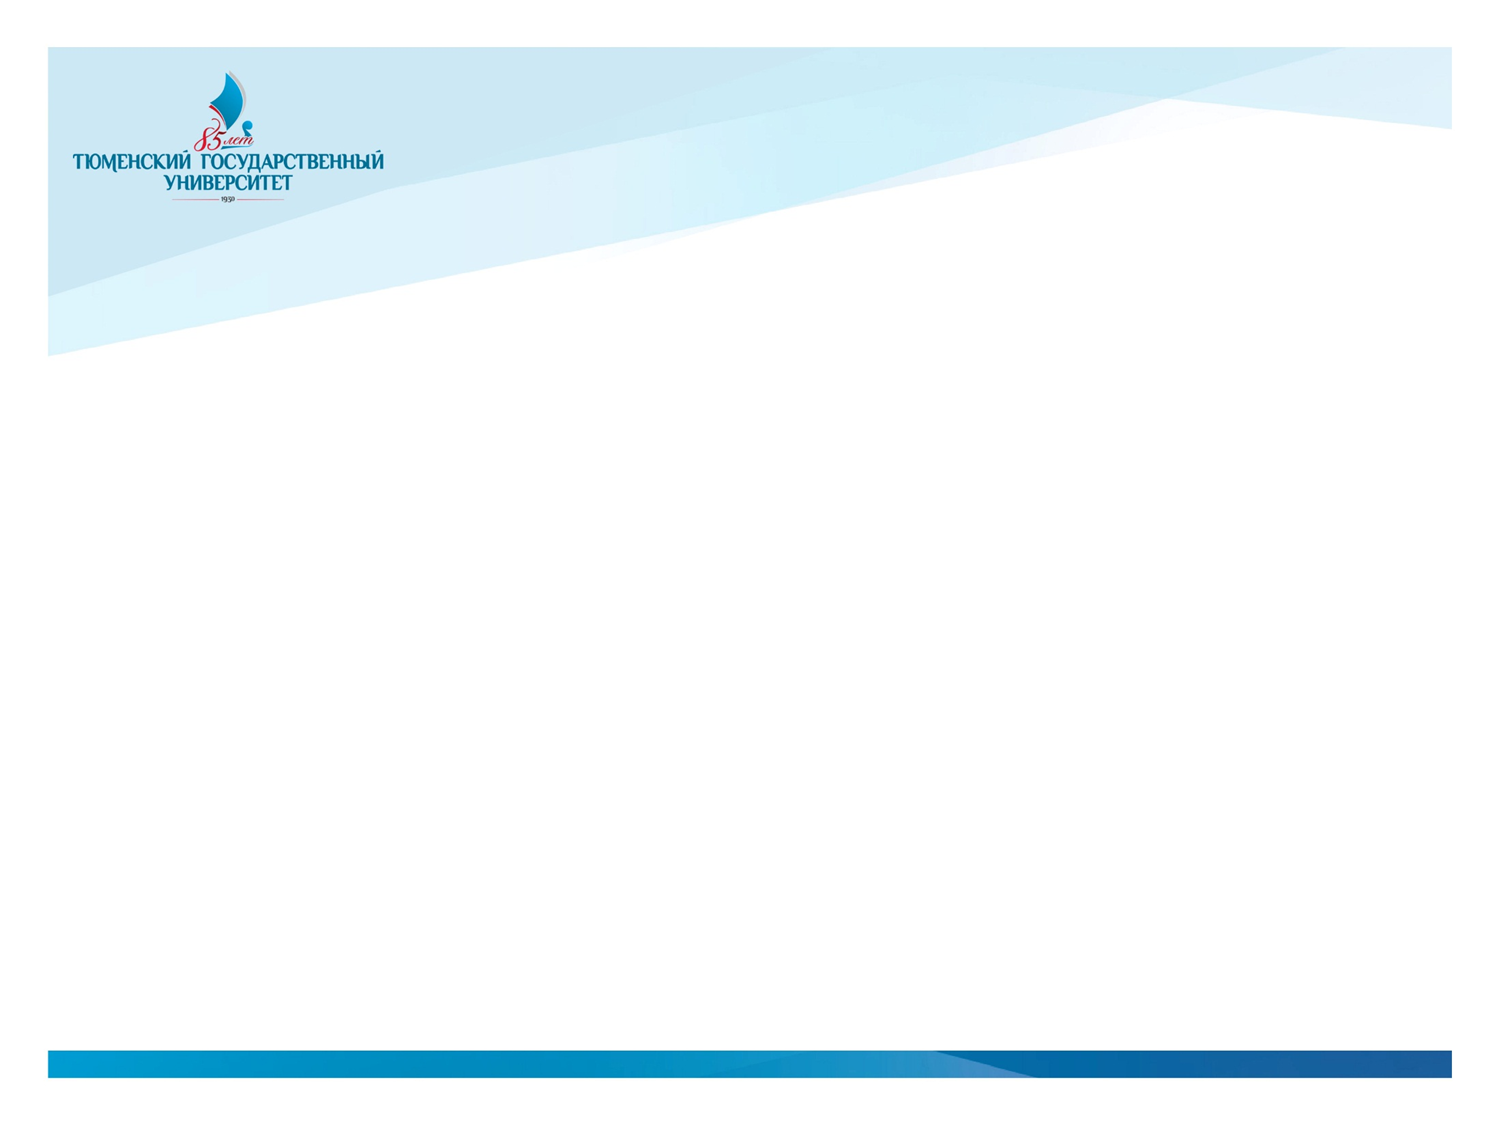 85 лет
ТЮМЕНСКИЙ ГОСУДАРСТВЕННЫЙ
УНИВЕРСИТЕТ
1930